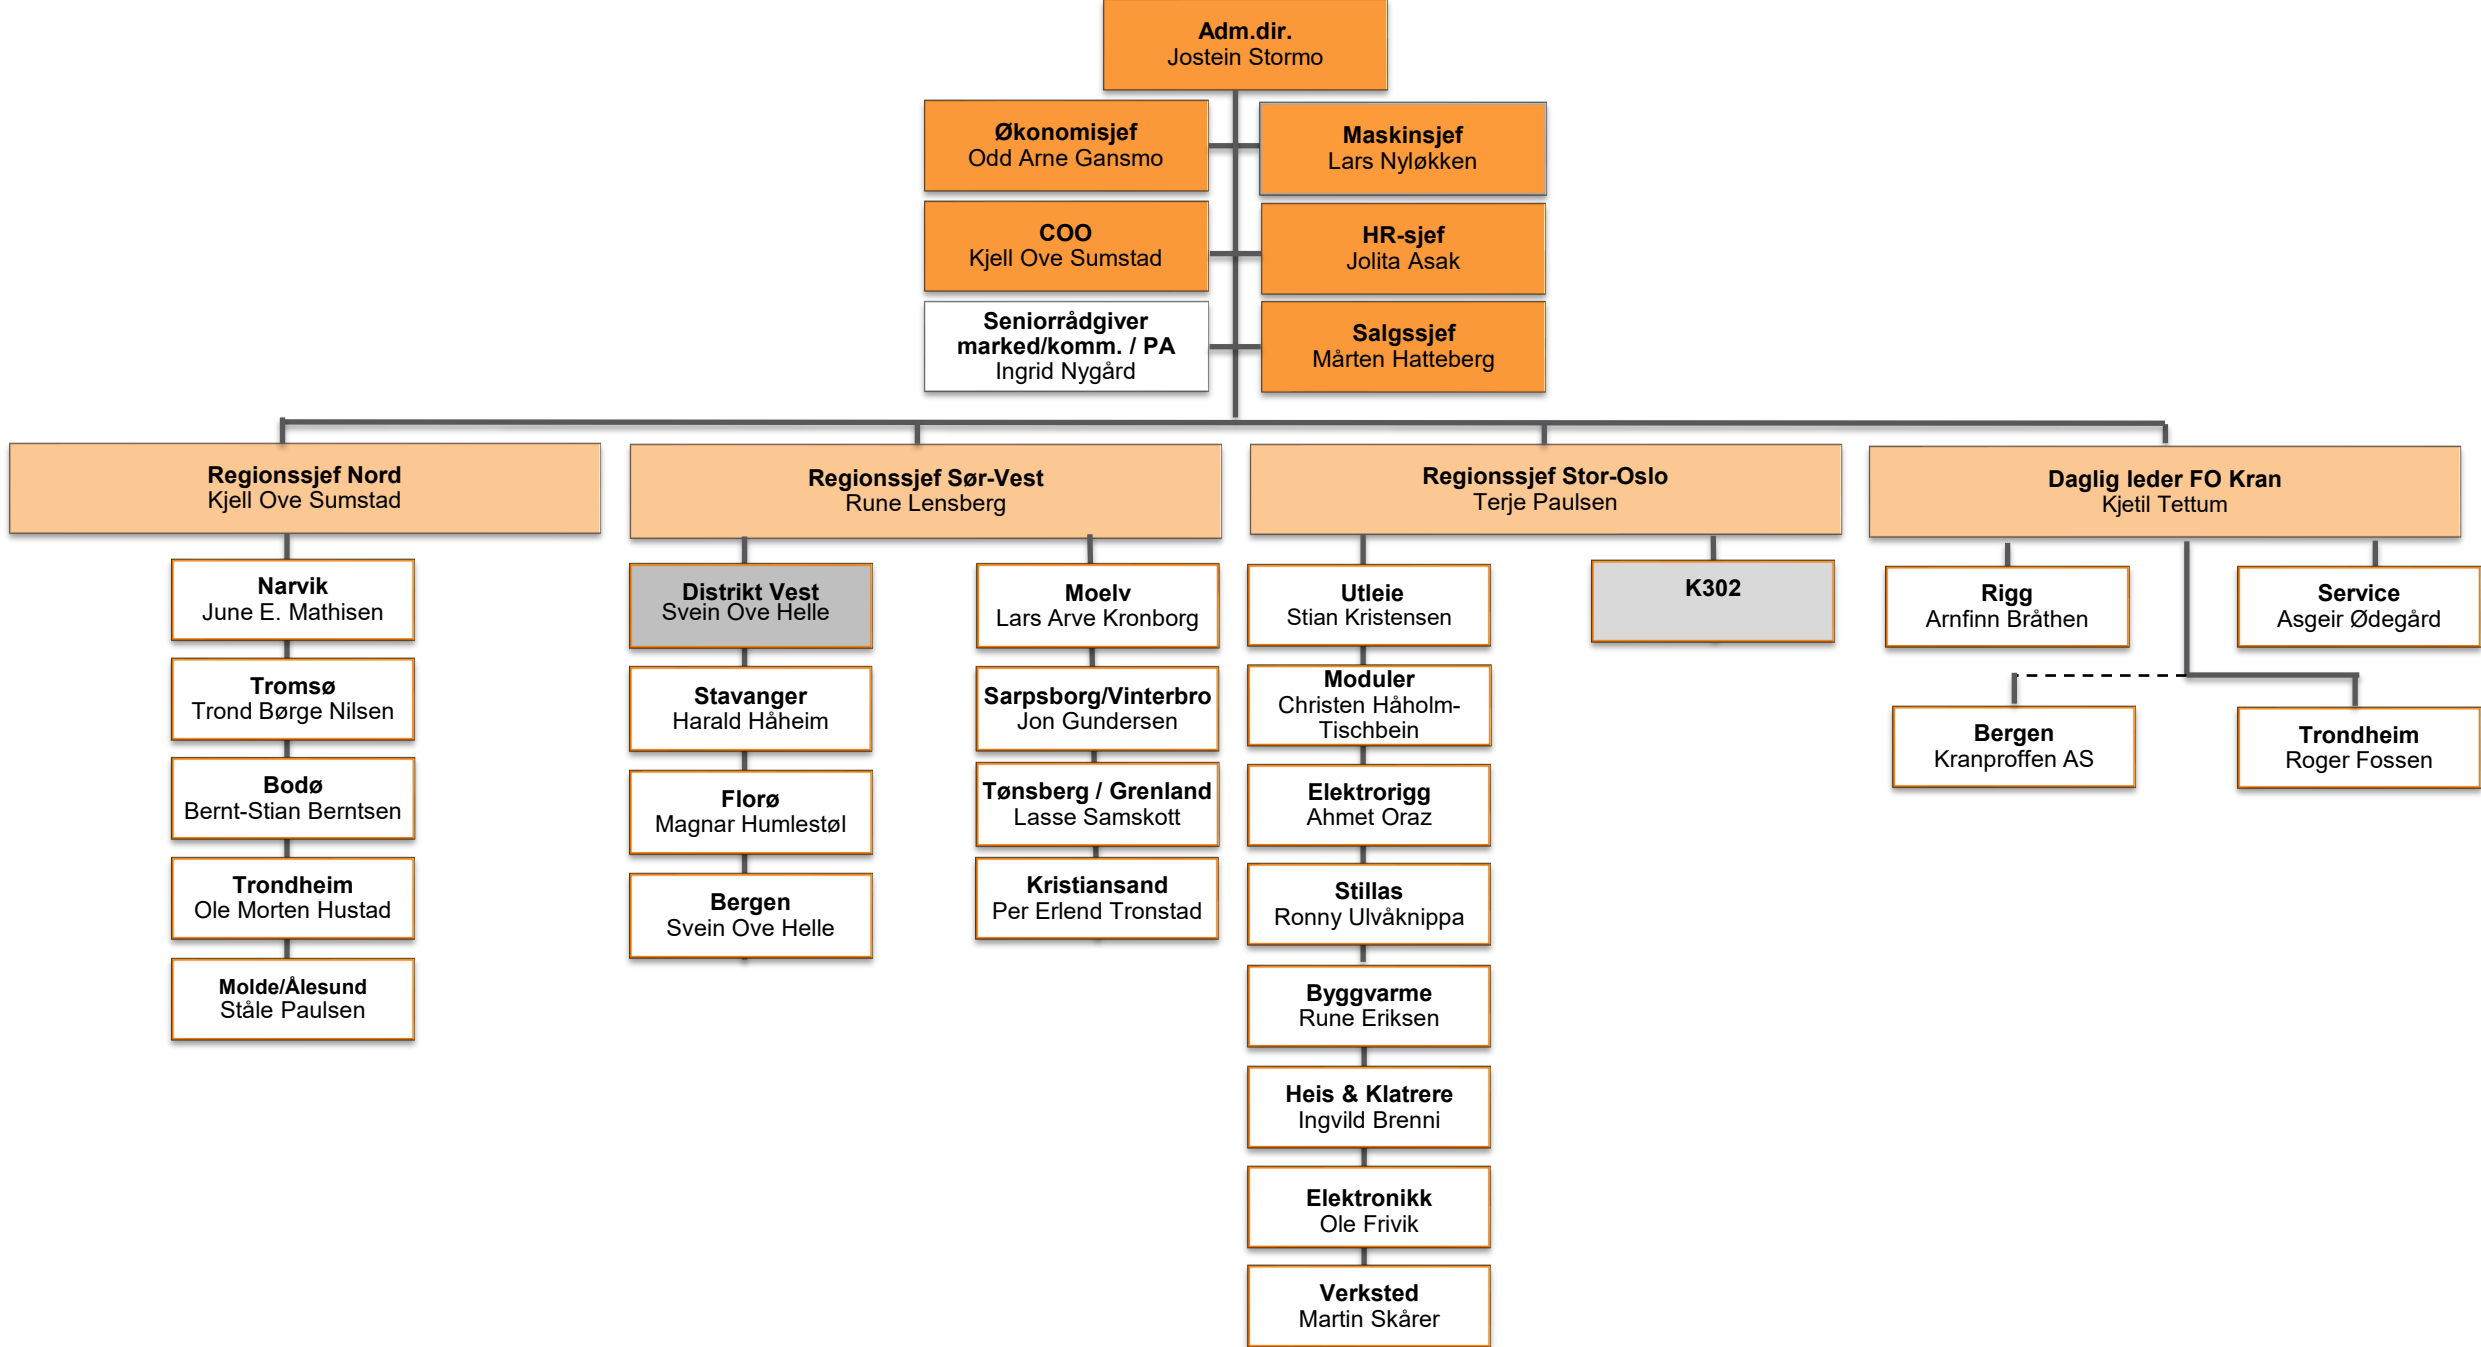 Adm.dir.
Jostein Stormo
Økonomisjef
Odd Arne Gansmo
Maskinsjef
Lars Nyløkken
COO
Kjell Ove Sumstad
HR-sjef
Jolita Asak
Seniorrådgiver
marked/komm. / PA
Ingrid Nygård
Salgssjef
Mårten Hatteberg
Regionssjef Nord
Kjell Ove Sumstad
Narvik
June E. Mathisen
Tromsø
Trond Børge Nilsen
Bodø
Bernt-Stian Berntsen
Trondheim
Ole Morten Hustad
Molde/Ålesund
Ståle Paulsen
Regionssjef Sør-Vest
Rune Lensberg
Distrikt Vest
Svein Ove Helle
Stavanger
Harald Håheim
Florø
Magnar Humlestøl
Bergen
Svein Ove Helle
Moelv
Lars Arve Kronborg
Sarpsborg/Vinterbro
Jon Gundersen
Tønsberg / Grenland
Lasse Samskott
Kristiansand
Per Erlend Tronstad
Regionssjef Stor-Oslo
Terje Paulsen
Utleie
Stian Kristensen
Moduler
Christen Håholm-
Tischbein
Elektrorigg
Ahmet Oraz
Stillas
Ronny Ulvåknippa
Byggvarme
Rune Eriksen
Heis & Klatrere
Ingvild Brenni
Elektronikk
Ole Frivik
Verksted
Martin Skårer
K302
Daglig leder FO Kran
Kjetil Tettum
Rigg
Arnfinn Bråthen
Service
Asgeir Ødegård
Bergen
Kranproffen AS
Trondheim
Roger Fossen